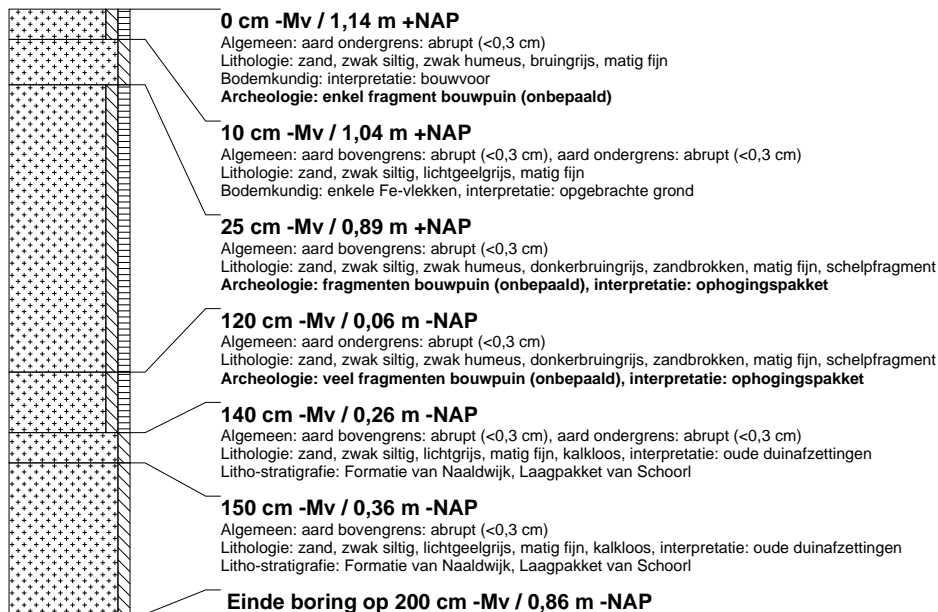 0 cm -Mv / 1,14 m +NAP
Algemeen: aard ondergrens: abrupt (<0,3 cm)
Lithologie: zand, zwak siltig, zwak humeus, bruingrijs, matig fijn
Bodemkundig: interpretatie: bouwvoor
Archeologie: enkel fragment bouwpuin (onbepaald)
10 cm -Mv / 1,04 m +NAP
Algemeen: aard bovengrens: abrupt (<0,3 cm), aard ondergrens: abrupt (<0,3 cm)
Lithologie: zand, zwak siltig, lichtgeelgrijs, matig fijn
Bodemkundig: enkele Fe-vlekken, interpretatie: opgebrachte grond
25 cm -Mv / 0,89 m +NAP
Algemeen: aard bovengrens: abrupt (<0,3 cm)
Lithologie: zand, zwak siltig, zwak humeus, donkerbruingrijs, zandbrokken, matig fijn, schelpfragment
Archeologie: fragmenten bouwpuin (onbepaald), interpretatie: ophogingspakket
120 cm -Mv / 0,06 m -NAP
Algemeen: aard ondergrens: abrupt (<0,3 cm)
Lithologie: zand, zwak siltig, zwak humeus, donkerbruingrijs, zandbrokken, matig fijn, schelpfragment
Archeologie: veel fragmenten bouwpuin (onbepaald), interpretatie: ophogingspakket
140 cm -Mv / 0,26 m -NAP
Algemeen: aard bovengrens: abrupt (<0,3 cm), aard ondergrens: abrupt (<0,3 cm)
Lithologie: zand, zwak siltig, lichtgrijs, matig fijn, kalkloos, interpretatie: oude duinafzettingen
Litho-stratigrafie: Formatie van Naaldwijk, Laagpakket van Schoorl
150 cm -Mv / 0,36 m -NAP
Algemeen: aard bovengrens: abrupt (<0,3 cm)
Lithologie: zand, zwak siltig, lichtgeelgrijs, matig fijn, kalkloos, interpretatie: oude duinafzettingen
Litho-stratigrafie: Formatie van Naaldwijk, Laagpakket van Schoorl
Einde boring op 200 cm -Mv / 0,86 m -NAP